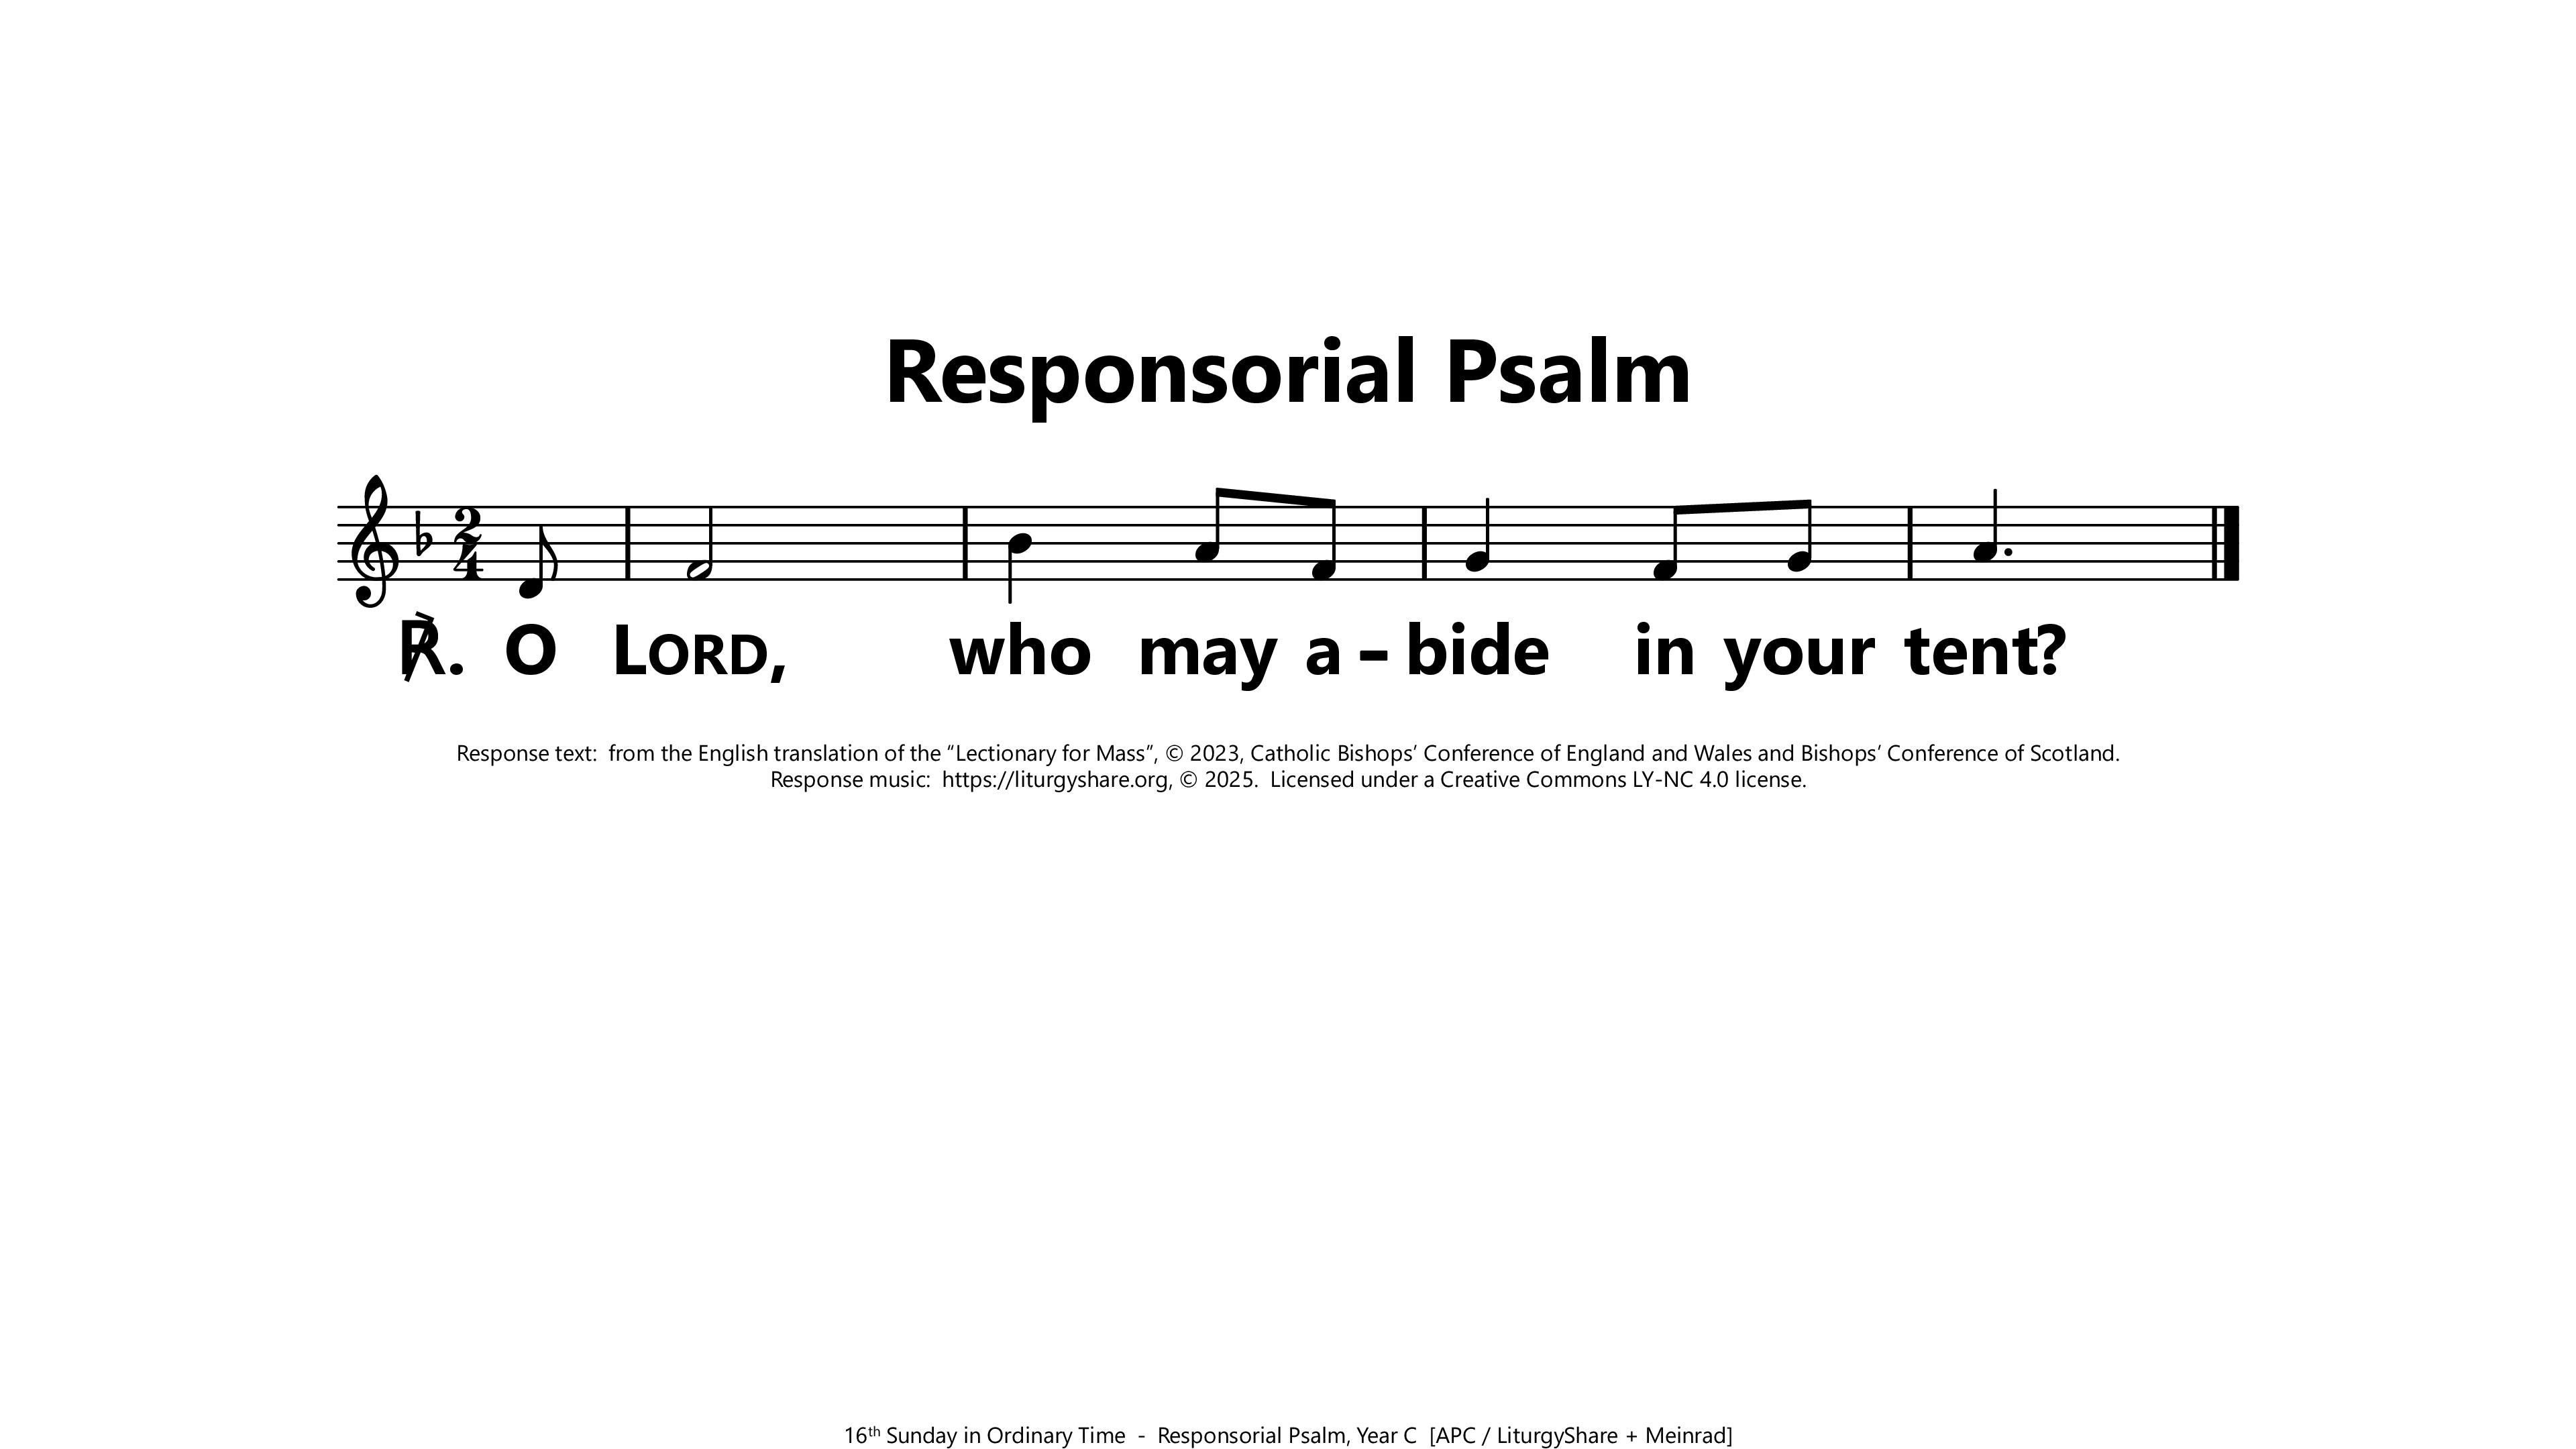 Responsorial Psalm
2
4
℟. O LORD, who may a - bide in your tent?
Response text:  from the English translation of the “Lectionary for Mass”, © 2023, Catholic Bishops’ Conference of England and Wales and Bishops’ Conference of Scotland.
Response music:  https://liturgyshare.org, © 2025.  Licensed under a Creative Commons LY-NC 4.0 license.
16th Sunday in Ordinary Time  -  Responsorial Psalm, Year C  [APC / LiturgyShare + Meinrad]